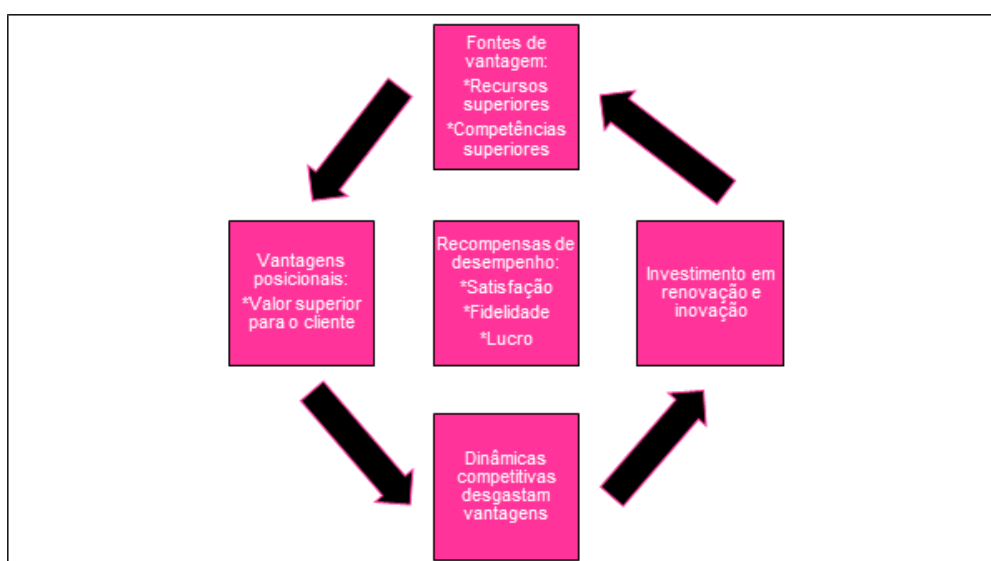 Fontes de
vantagem:
*Recursos
superiores
*Competências
superiores
Vantagens
posicionais:
*Valor superior
para o cliente
Recompensas de
desempenho:
*Satisfação
*Fidelidade
*Lucro
Investimento em
renovação e
inovação
Dinâmicas
competitivas
desgastam
vantagens